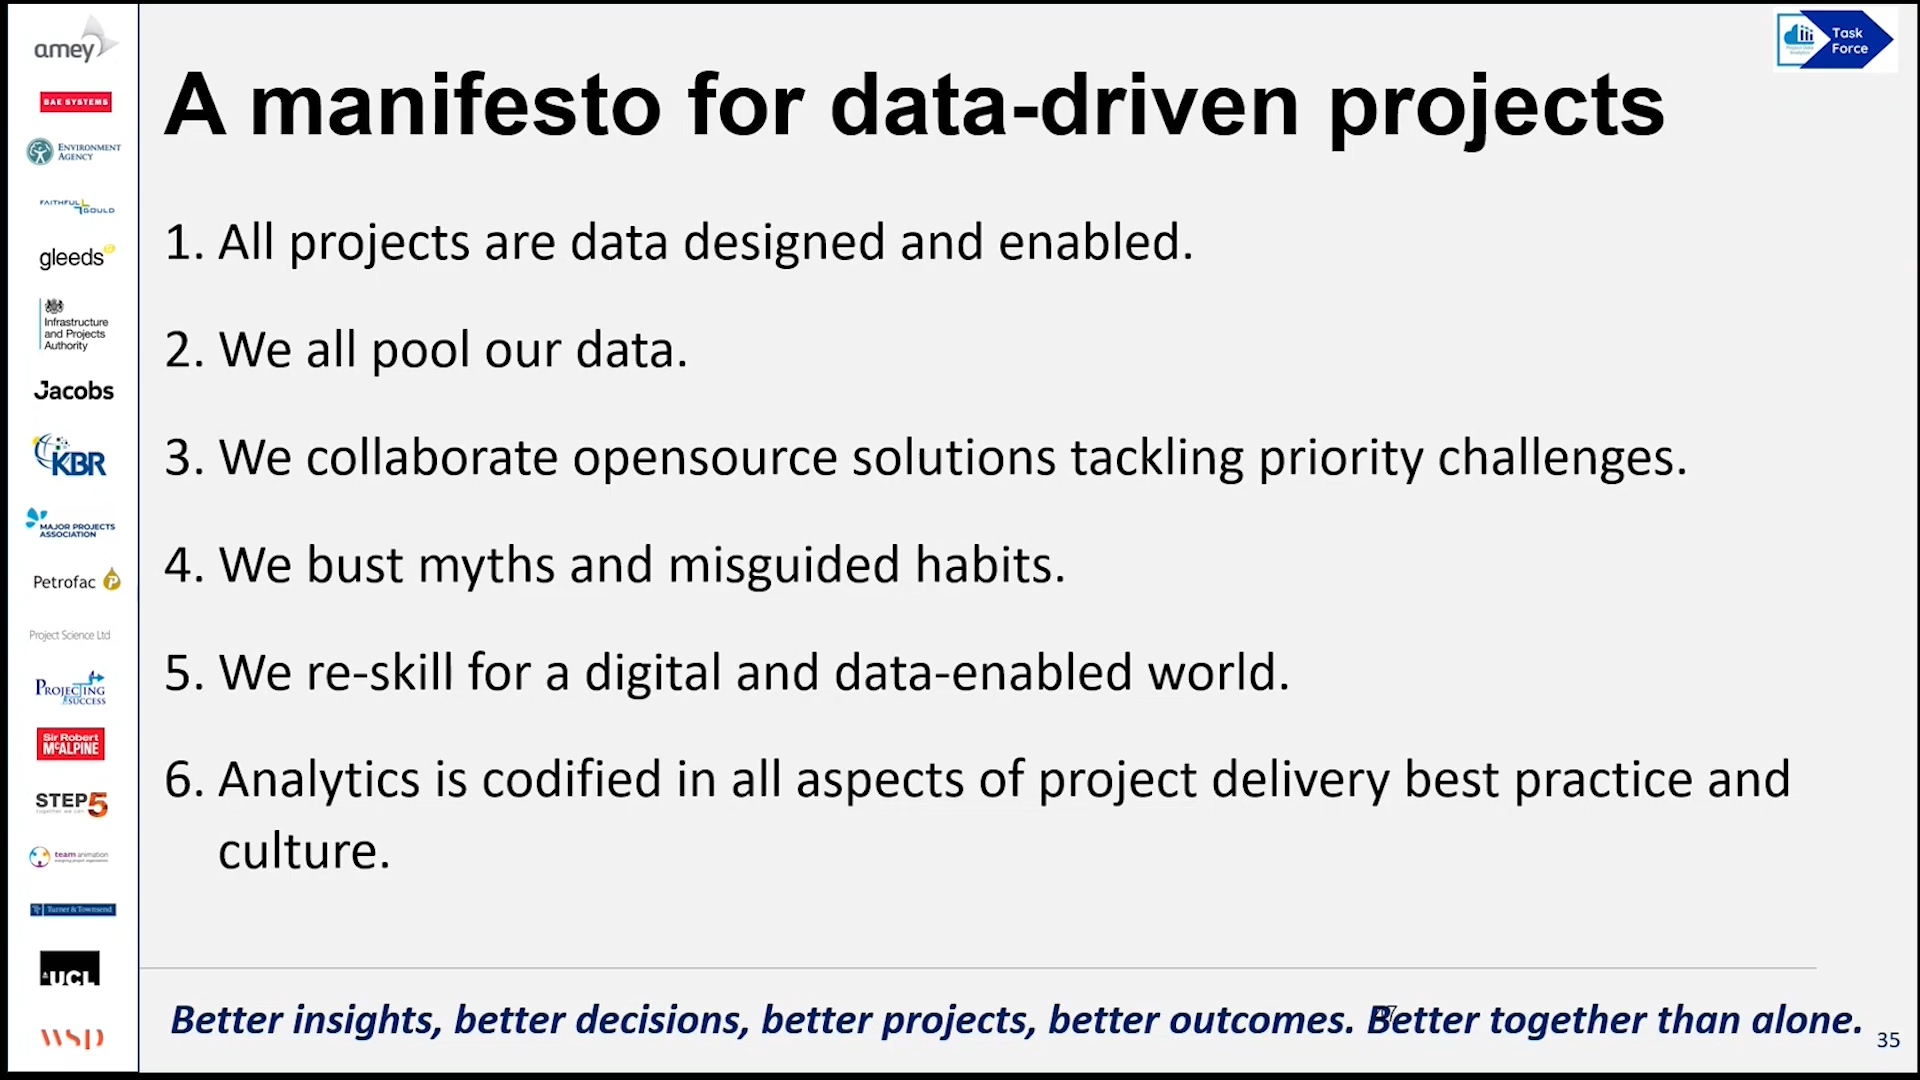 amey
BAE SYSTEMS
ENVIRONMENT
AGENCY
FAITHFUL
GOULD
gleeds
Infrastructure
and Projects
Authority
Jacobs
KBR
MAJOR PROJECTS
ASSOCIATION
Petrofac
Project Science Ltd
PROJECTING
SUCCESS
Sir Robert
McALPINE
STEP5
together we can
team animation
Turner & Townsend
UCL
wsp
Task
Force
A manifesto for data-driven projects
1. All projects are data designed and enabled.
2. We all pool our data.
3. We collaborate opensource solutions tackling priority challenges.
4. We bust myths and misguided habits.
5. We re-skill for a digital and data-enabled world.
6. Analytics is codified in all aspects of project delivery best practice and
culture.
Better insights, better decisions, better projects, better outcomes. Better together than alone.
35